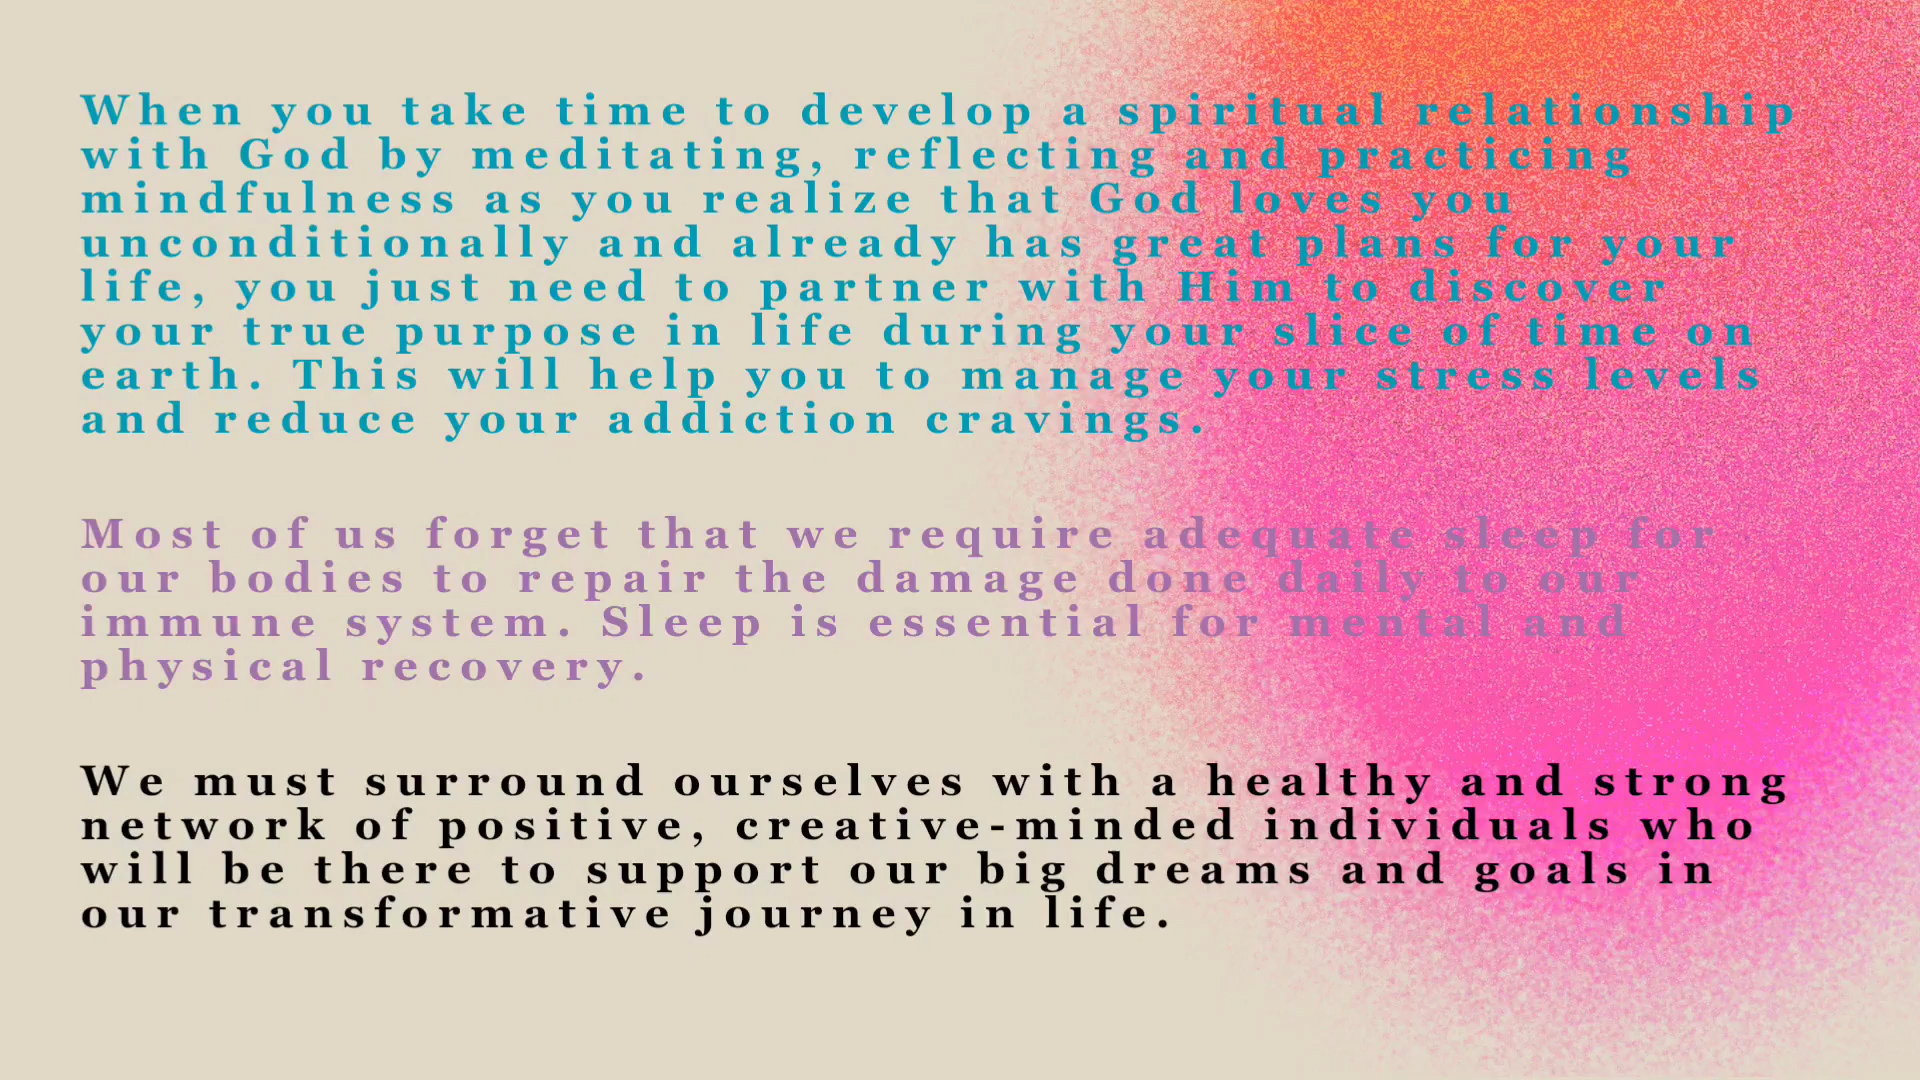 When you take time to develop a spiritual relationship
with God by meditating, reflecting and practicing
mindfulness as you realize that God loves you
unconditionally and already has great plans for your
life, you just need to partner with Him to discover
your true purpose in life during your slice of time on
earth. This will help you to manage your stress levels
and reduce your addiction cravings.
Most of us forget that we require adequate sleep for
our bodies to repair the damage done daily to our
immune system. Sleep is essential for mental and
physical recovery.
We must surround ourselves with a healthy and strong
network of positive, creative-minded individuals who
will be there to support our big dreams and goals in
our transformative journey in life.